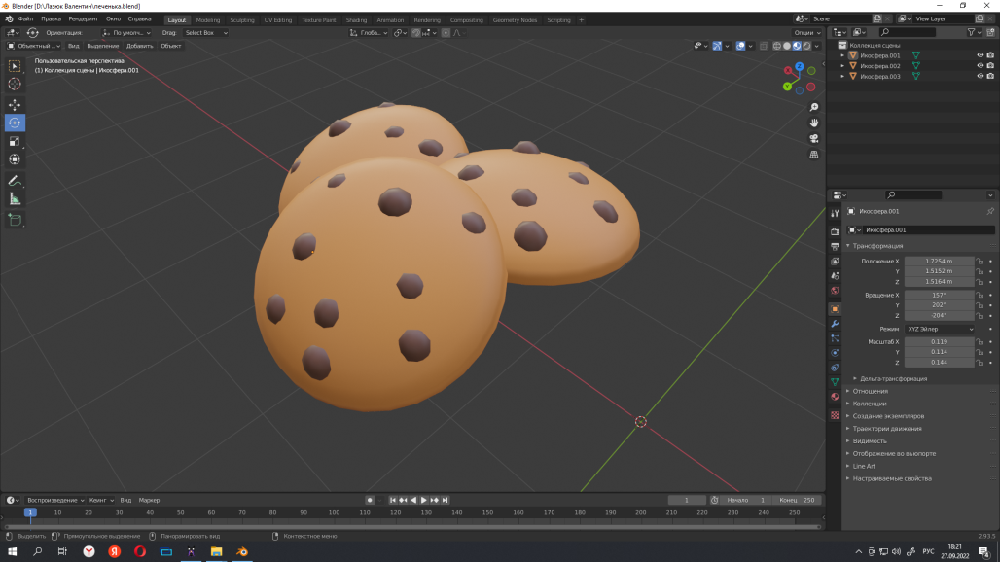 Blender [D:\Лазюк Валентин\печенька.blend]
Файл Правка Рендеринг Окно Справка Layout Modeling Sculpting UV Editing Texture Paint Shading Animation Rendering Compositing Geometry Nodes Scripting + Scene View Layer
Ориентация: По умолч... Drag: Select Box Глоба... Опции
Объектный ... Вид Выделение Добавить Объект
Пользовательская перспектива
(1) Коллекция сцены | Икосфера.001
X
Y
Z
Коллекция сцены
Икосфера.001
Икосфера.002
Икосфера.003
Икосфера.001
Икосфера.001
Трансформация
Положение X 1.7254 m
Y 1.5152 m
Z 1.5164 m
Вращение X 157°
Y 202°
Z -204°
Режим XYZ Эйлер
Масштаб X 0.119
Y 0.114
Z 0.144
Дельта-трансформация
Отношения
Коллекции
Создание экземпляров
Траектории движения
Видимость
Отображение во вьюпорте
Line Art
Настраиваемые свойства
Воспроизведение Кеинг Вид Маркер 1 Начало 1 Конец 250
1 10 20 30 40 50 60 70 80 90 100 110 120 130 140 150 160 170 180 190 200 210 220 230 240 250
Выделить Прямоугольное выделение Панорамировать вид Контекстное меню 2.93.5
РУС 18:21
27.09.2022 4